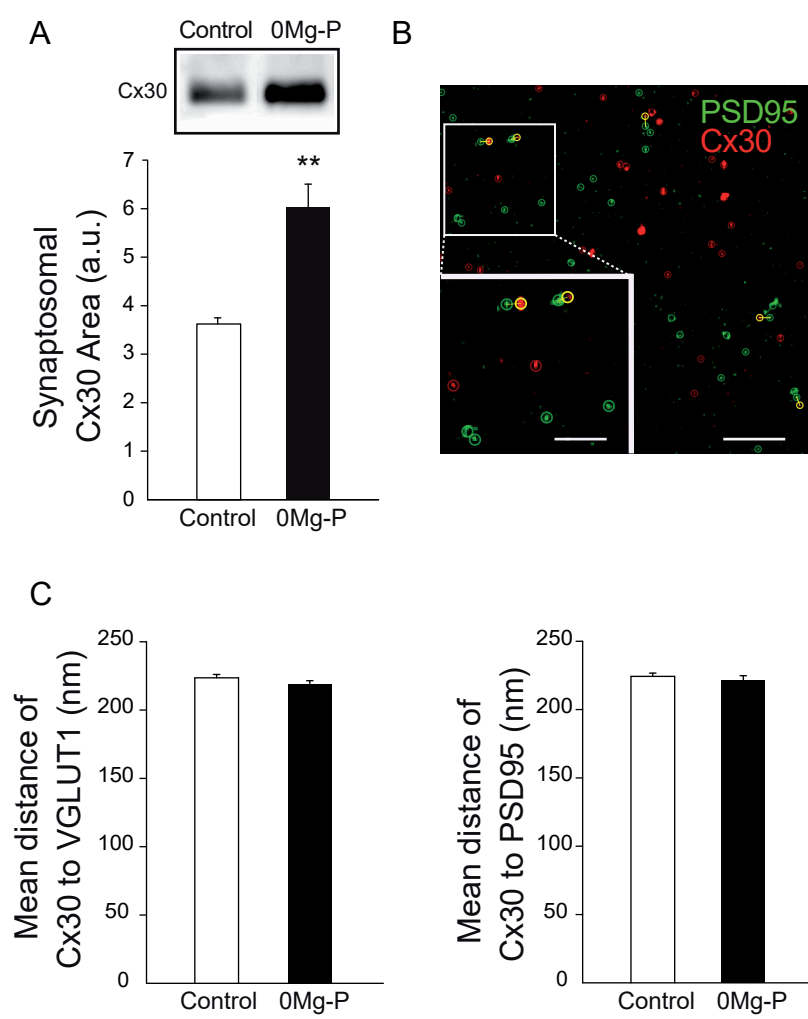 A
Control 0Mg-P
Cx30
**
7
6
5
4
3
2
1
0
Synaptosomal
Cx30 Area (a.u.)
Control 0Mg-P
B
PSD95
Cx30
C
250
200
150
100
50
0
Mean distance of
Cx30 to VGLUT1 (nm)
Control 0Mg-P
250
200
150
100
50
0
Mean distance of
Cx30 to PSD95 (nm)
Control 0Mg-P